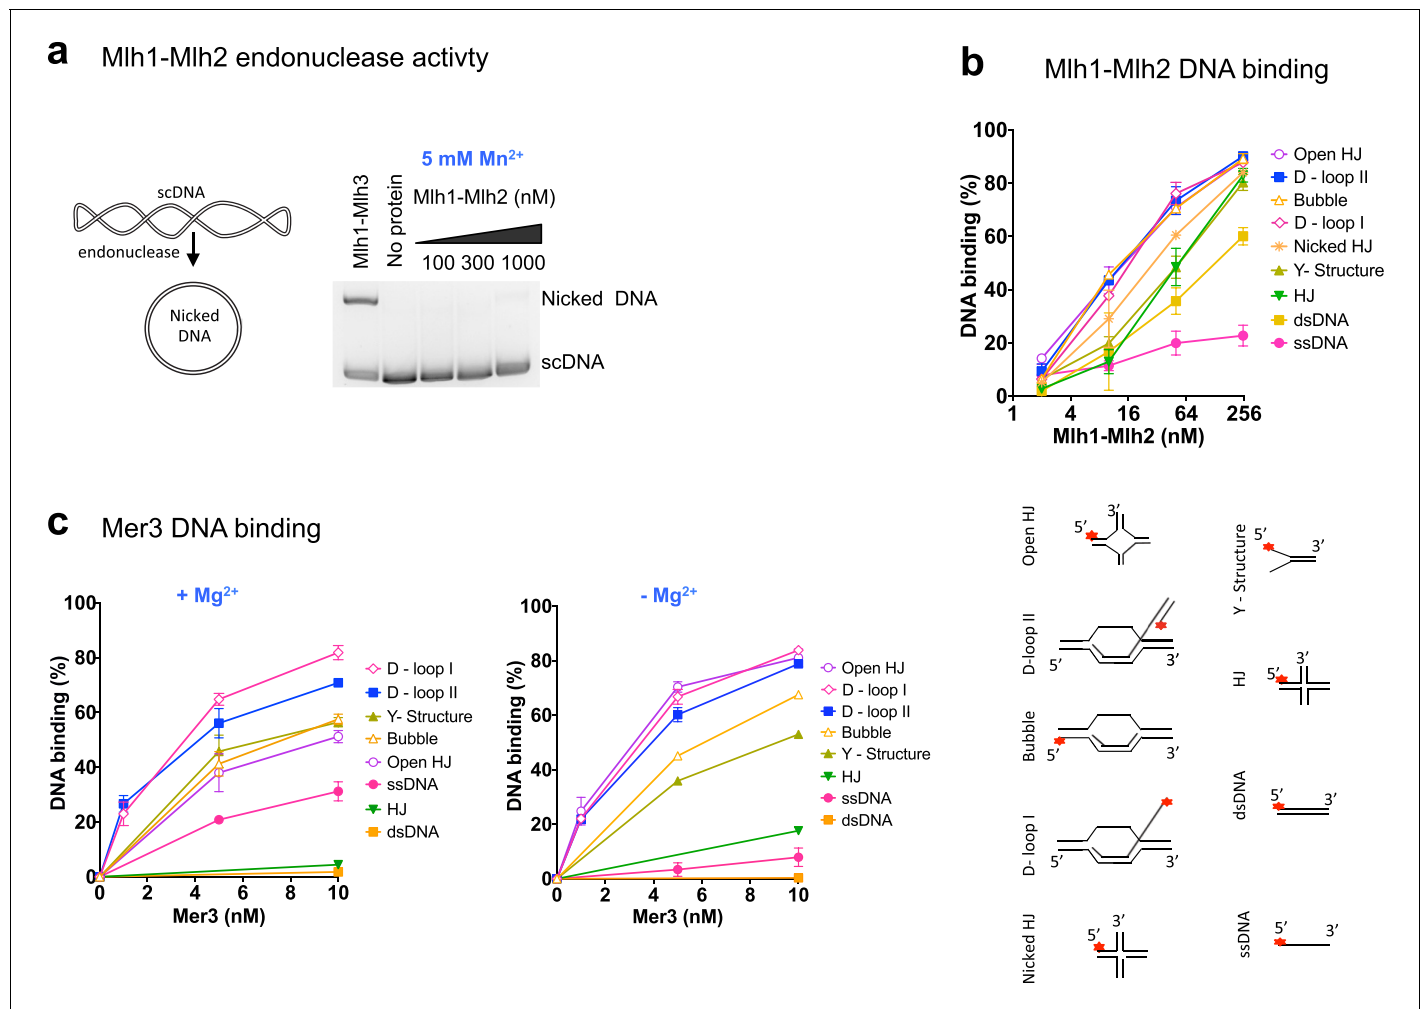 a
Mlh1-Mlh2 endonuclease activty
scDNA
endonuclease
Nicked
DNA
5 mM Mn2+
Mlh1-Mlh3
No protein
Mlh1-Mlh2 (nM)
100 300 1000
Nicked DNA
scDNA
b
Mlh1-Mlh2 DNA binding
DNA binding (%)
100
80
60
40
20
0
1 4 16 64 256
Mlh1-Mlh2 (nM)
Open HJ
D - loop II
Bubble
D - loop I
Nicked HJ
Y- Structure
HJ
dsDNA
ssDNA
c
Mer3 DNA binding
+ Mg2+
DNA binding (%)
100
80
60
40
20
0
0 2 4 6 8 10
Mer3 (nM)
D - loop I
D - loop II
Y- Structure
Bubble
Open HJ
ssDNA
HJ
dsDNA
- Mg2+
DNA binding (%)
100
80
60
40
20
0
0 2 4 6 8 10
Mer3 (nM)
Open HJ
D - loop I
D - loop II
Bubble
Y - Structure
HJ
ssDNA
dsDNA
Open HJ
5′ 3′
D-loop II
5′ 3′
Bubble
5′ 3′
D- loop I
5′ 3′
Nicked HJ
5′ 3′
Y - Structure
5′ 3′
HJ
5′ 3′
dsDNA
5′ 3′
ssDNA
5′ 3′